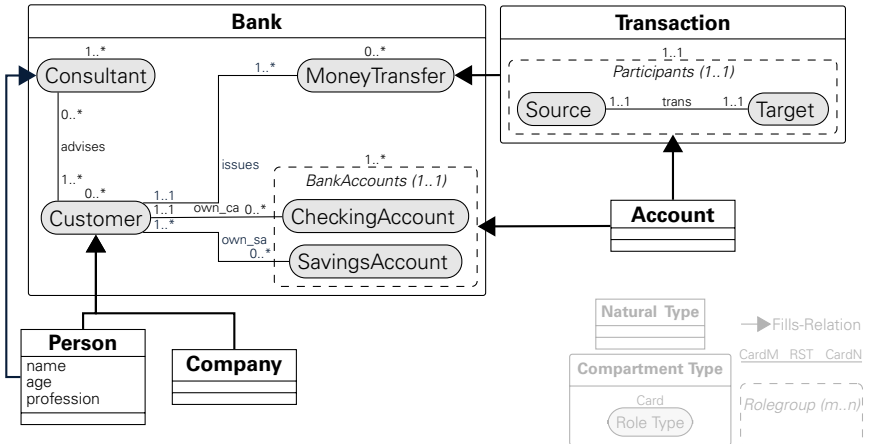 Bank
Transaction
1..*
0..*
1..1
Consultant
1..*
MoneyTransfer
Participants (1..1)
Source
1..1
trans
1..1
Target
0..*
advises
issues
1..*
BankAccounts (1..1)
1..*
0..*
Customer
1..1
1..1
own_ca
0..*
CheckingAccount
1..*
own_sa
0..*
SavingsAccount
Account
Person
name
age
profession
Company
Natural Type
Fills-Relation
CardM RST CardN
Compartment Type
Card
Role Type
Rolegroup (m..n)